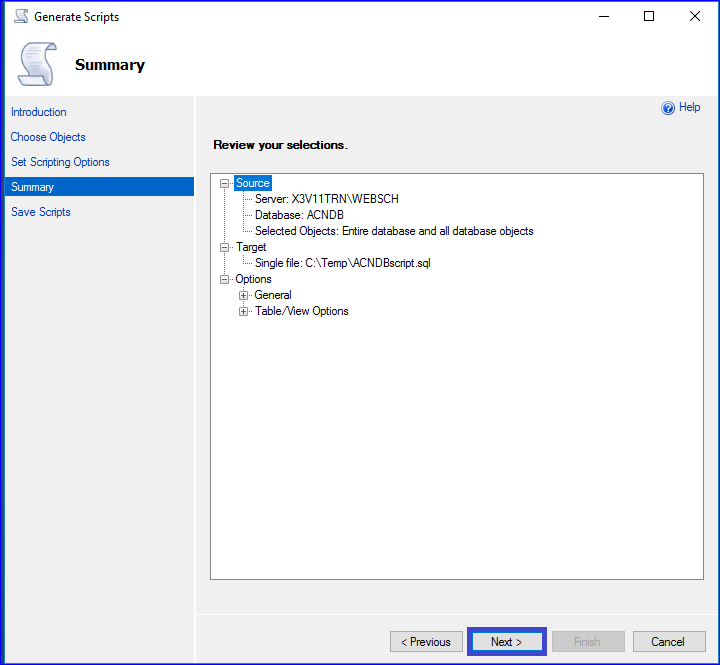 Generate Scripts
Summary
Introduction
Choose Objects
Set Scripting Options
Summary
Save Scripts
Help
Review your selections.
Source
Server: X3V11TRN\WEBSCH
Database: ACNDB
Selected Objects: Entire database and all database objects
Target
Single file: C:\Temp\ACNDBscript.sql
Options
General
Table/View Options
< Previous
Next >
Finish
Cancel